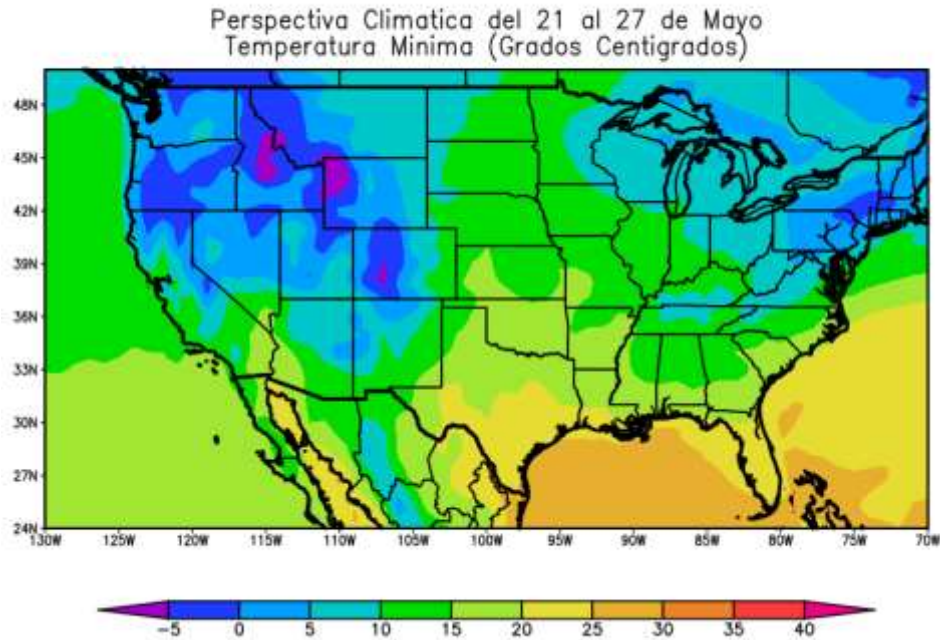 Perspectiva Climatica del 21 al 27 de Mayo
Temperatura Minima (Grados Centigrados)
48N
45N
42N
39N
36N
33N
30N
27N
24N
130W 125W 120W 115W 110W 105W 100W 95W 90W 85W 80W 75W 70W
-5 0 5 10 15 20 25 30 35 40